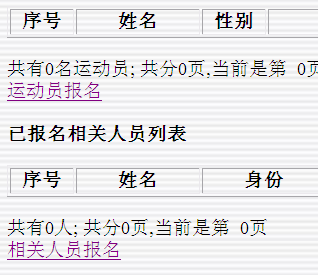 序号 姓名 性别
共有0名运动员; 共分0页,当前是第 0页
运动员报名
已报名相关人员列表
序号 姓名 身份
共有0人; 共分0页,当前是第 0页
相关人员报名